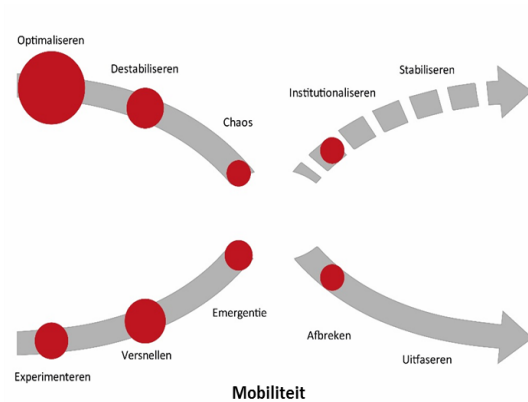 Optimaliseren
Destabiliseren
Chaos
Institutionaliseren
Stabiliseren
Experimenteren
Versnellen
Emergentie
Afbreken
Uitfaseren
Mobiliteit